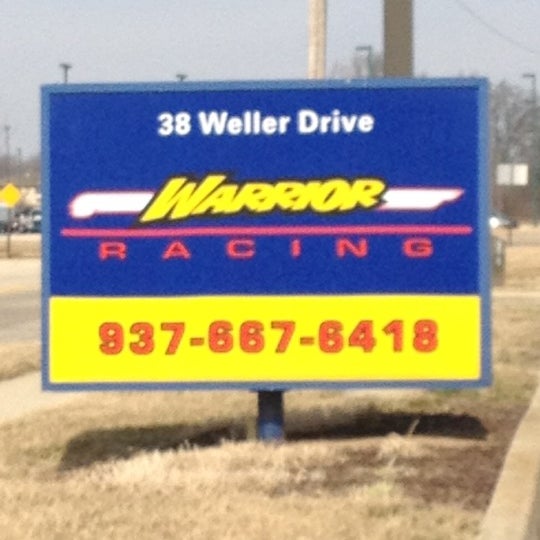 38 Weller Drive
WARRIOR
RACING
937-667-6418